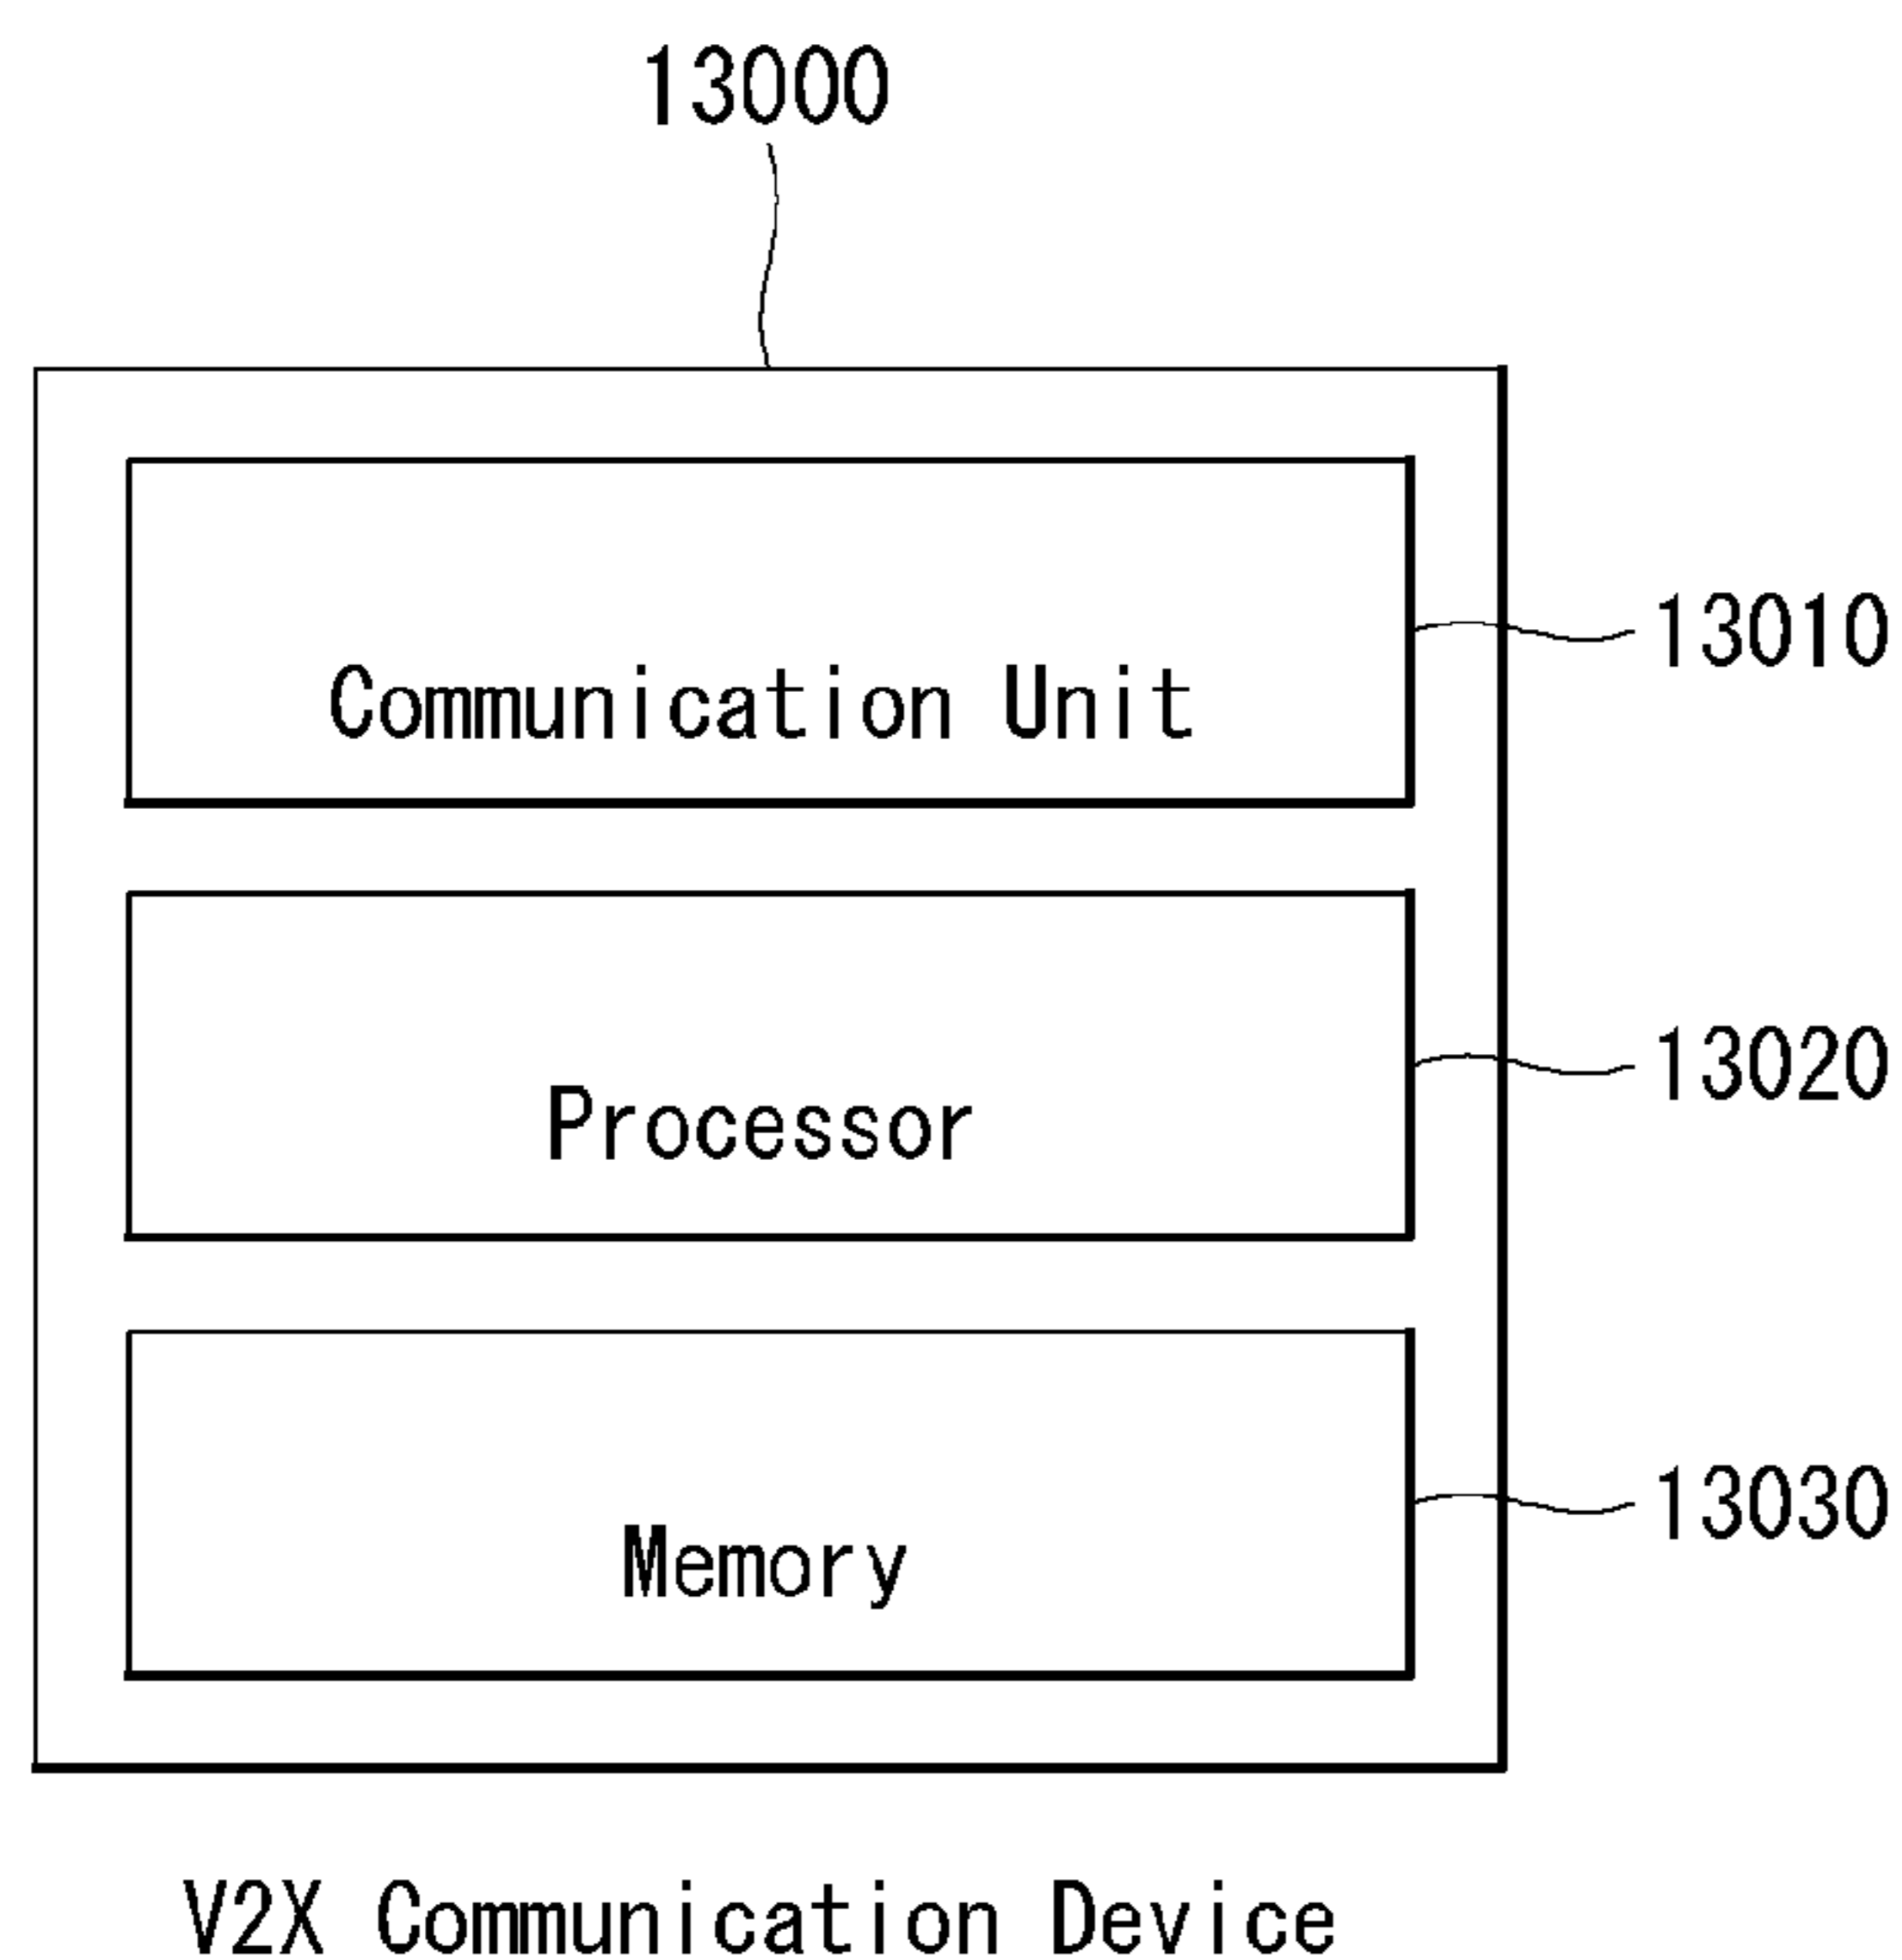 13000
Communication Unit
13010
Processor
13020
Memory
13030
V2X Communication Device